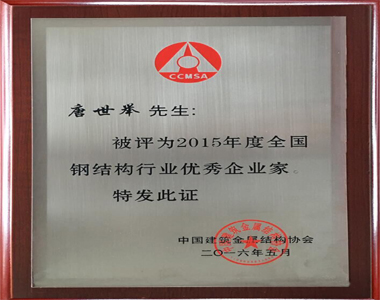 CCMSA
唐世举 先生:
被评为2015年度全国
钢结构行业优秀企业家。
特发此证
中国建筑金属结构协会
二〇一六年五月